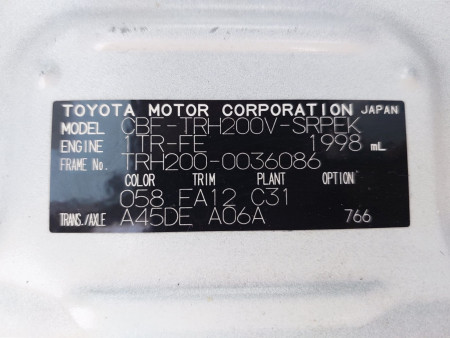 TOYOTA MOTOR CORPORATION JAPAN
MODEL CBF-TRH200V-SRPEK
ENGINE 1TR-FE 1998 mL
FRAME No. TRH200-0036086
COLOR TRIM PLANT OPTION
058 EA12 C31
TRANS./AXLE A45DE A06A 766